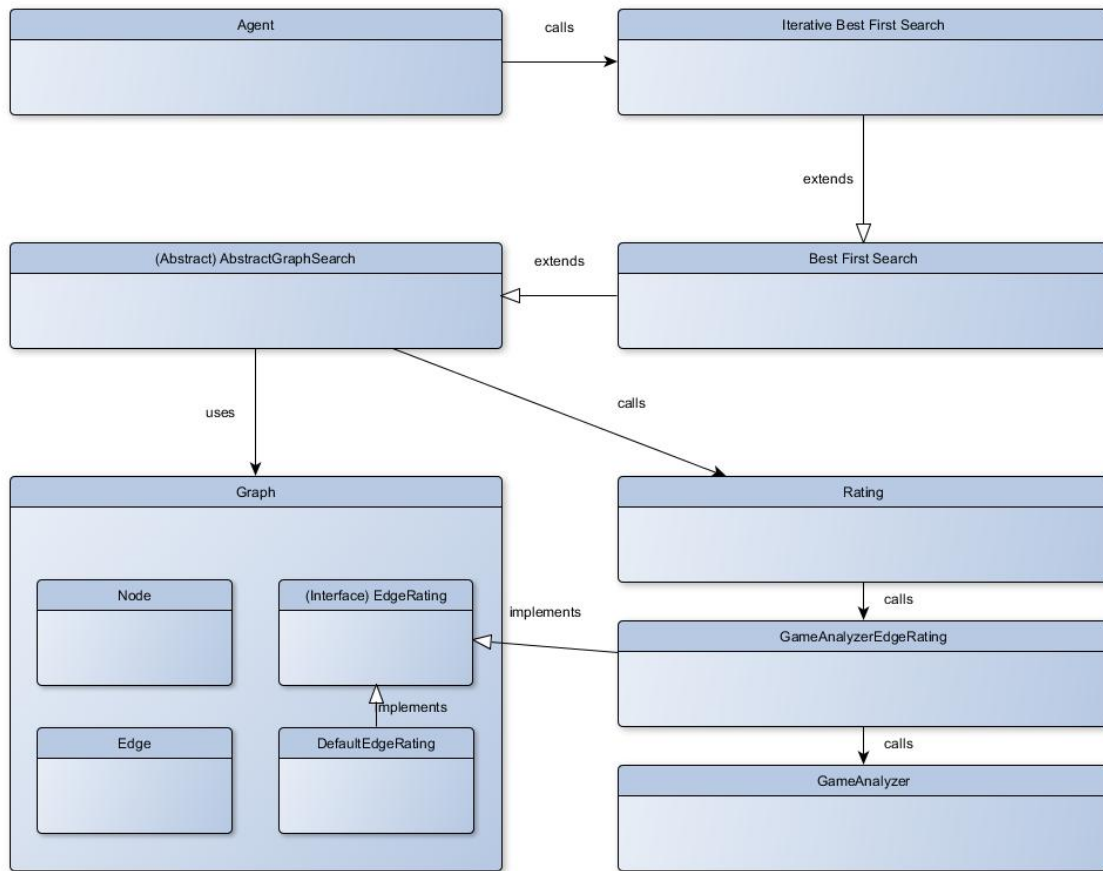 Agent
calls
Iterative Best First Search
extends
(Abstract) AbstractGraphSearch
extends
Best First Search
uses
calls
Graph
Rating
Node
(Interface) EdgeRating
implements
calls
GameAnalyzerEdgeRating
implements
Edge
DefaultEdgeRating
calls
GameAnalyzer